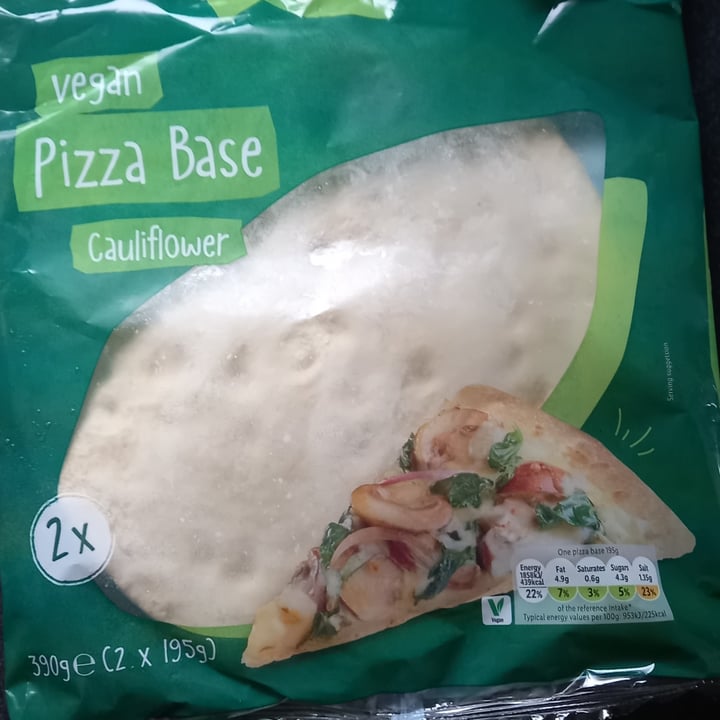 vegan
Pizza Base
Cauliflower
Serving suggestion
2x
One pizza base 195g
Energy 1858kJ/ 439kcal 22%
Fat 4.9g 7%
Saturates 0.6g 3%
Sugars 4.3g 5%
Salt 1.35g 23%
of the reference intake*
Typical energy values per 100g: 953kJ/225kcal
Vegan
390g e (2 x 195g)